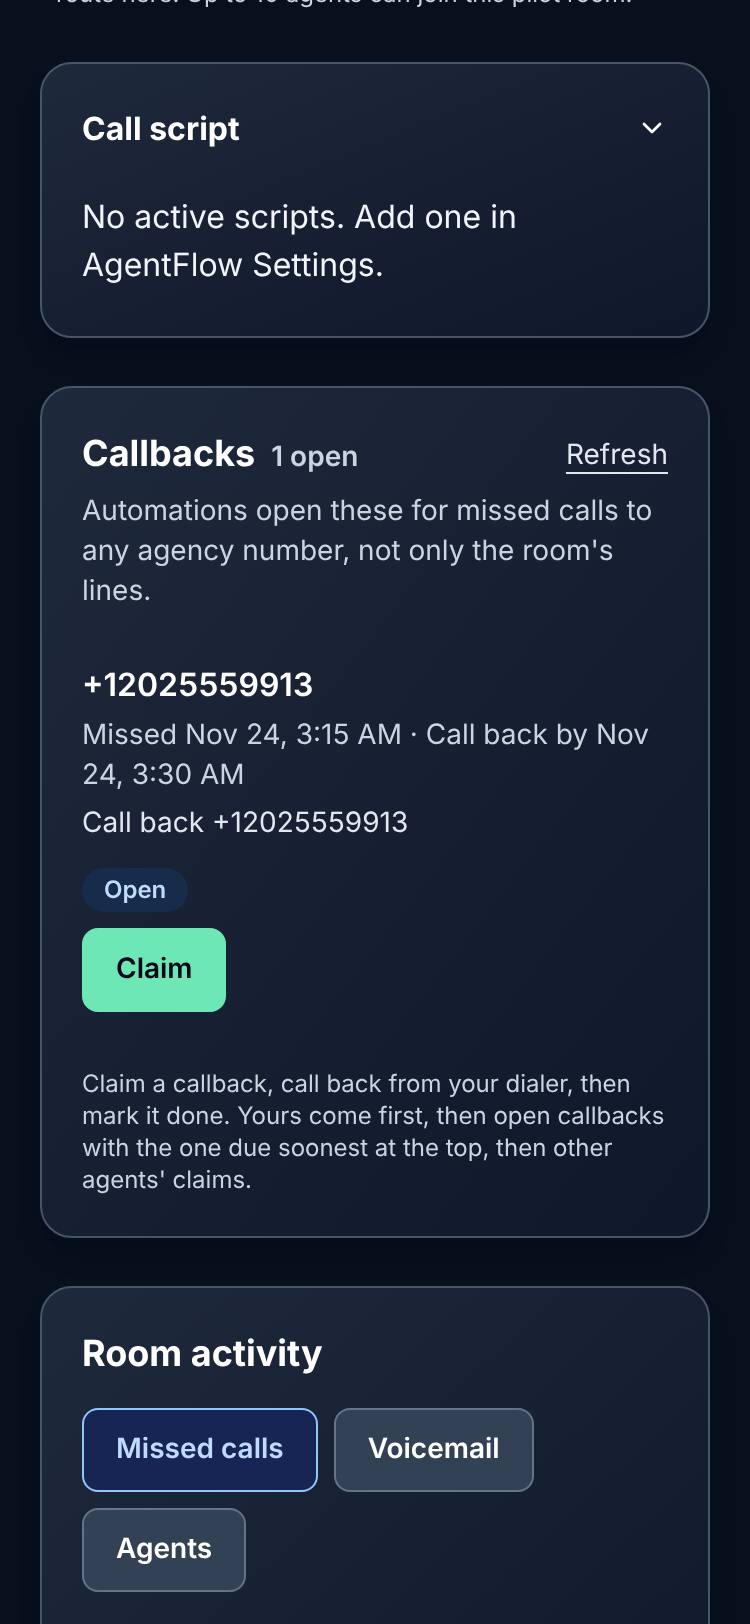 Call script
No active scripts. Add one in
AgentFlow Settings.
Callbacks 1 open
Refresh
Automations open these for missed calls to
any agency number, not only the room's
lines.
+12025559913
Missed Nov 24, 3:15 AM · Call back by Nov
24, 3:30 AM
Call back +12025559913
Open
Claim
Claim a callback, call back from your dialer, then
mark it done. Yours come first, then open callbacks
with the one due soonest at the top, then other
agents' claims.
Room activity
Missed calls
Voicemail
Agents